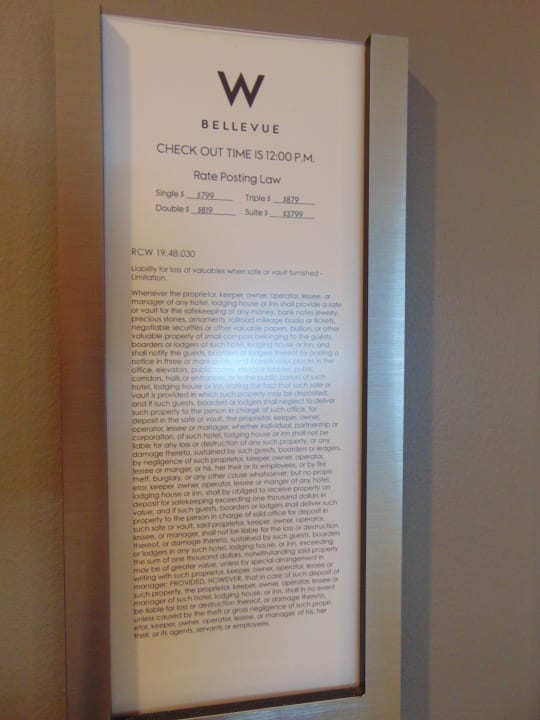 W
BELLEVUE
CHECK OUT TIME IS 12:00 P.M.
Rate Posting Law
Single $ $799 Triple $ $879
Double $ $819 Suite $ $3799
RCW 19.48.030
Liability for loss of valuables when safe or vault furnished –
Limitation.
Whenever the proprietor, keeper, owner, operator, lessee, or
manager of any hotel, lodging house or inn shall provide a safe
or vault for the safekeeping of any money, bank notes jewelry,
precious stones, ornaments, railroad mileage books or tickets,
negotiable securities or other valuable papers, bullion, or other
valuable property of small compass belonging to the guests,
boarders or lodgers of such hotel, lodging house or inn, and
shall notify the guests, boarders or lodgers thereof by posting a
notice in three or more public and conspicuous places in the
office, elevators, public rooms, elevator lobbies, public
corridors, halls or entrances, or in the public parlors of such
hotel, lodging house or inn stating the fact that such safe or
vault is provided in which such property may be deposited;
and if such guests, boarders or lodgers shall neglect to deliver
such property to the person in charge of such office, for
deposit in the safe or vault, the proprietor, keeper, owner,
operator, lessee or manager, whether individual, partnership or
corporation, of such hotel, lodging house or inn shall not be
liable for any loss or destruction of any such property, or any
damage thereto, sustained by such guests, boarders or lodgers,
by negligence of such proprietor, keeper, owner, operator,
lessee or manger, or his, her their or its employees, or by fire
theft, burglary, or any other cause whatsoever; but no propri-
etor, keeper, owner, operator, lessee or manger of any hotel,
lodging house or inn, shall by obliged to receive property on
deposit for safekeeping exceeding one thousand dollars in
value; and if such guests, boarders or lodgers shall deliver such
property to the person in charge of said office for deposit in
such safe or vault, said proprietor, keeper, owner, operator,
lessee, or manager, shall not be liable for the loss or destruction
thereof, or damage thereto, sustained by such guests, boarders
or lodgers in any such hotel, lodging house, or inn, exceeding
the sum of one thousand dollars, notwithstanding said property
may be of greater value, unless by special arrangement in
writing with such proprietor, keeper, owner, operator, lessee or
manager: PROVIDED, HOWEVER, that in case of such deposit of
such property, the proprietor, keeper, owner, operator, lessee or
manager of such hotel, lodging house, or inn, shall in no event
be liable for loss or destruction thereof, or damage thereto,
unless caused by the theft or gross negligence of such propri-
etor, keeper, owner, operator, lessee, or manager, of his, her
their, or its agents, servants or employees.